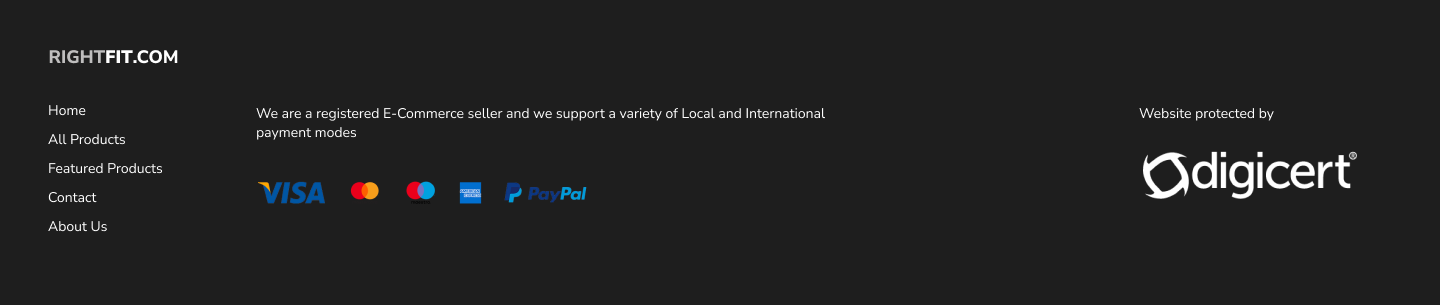 RIGHTFIT.COM
Home
All Products
Featured Products
Contact
About Us
We are a registered E-Commerce seller and we support a variety of Local and International
payment modes
VISA
PayPal
Website protected by
digicert®